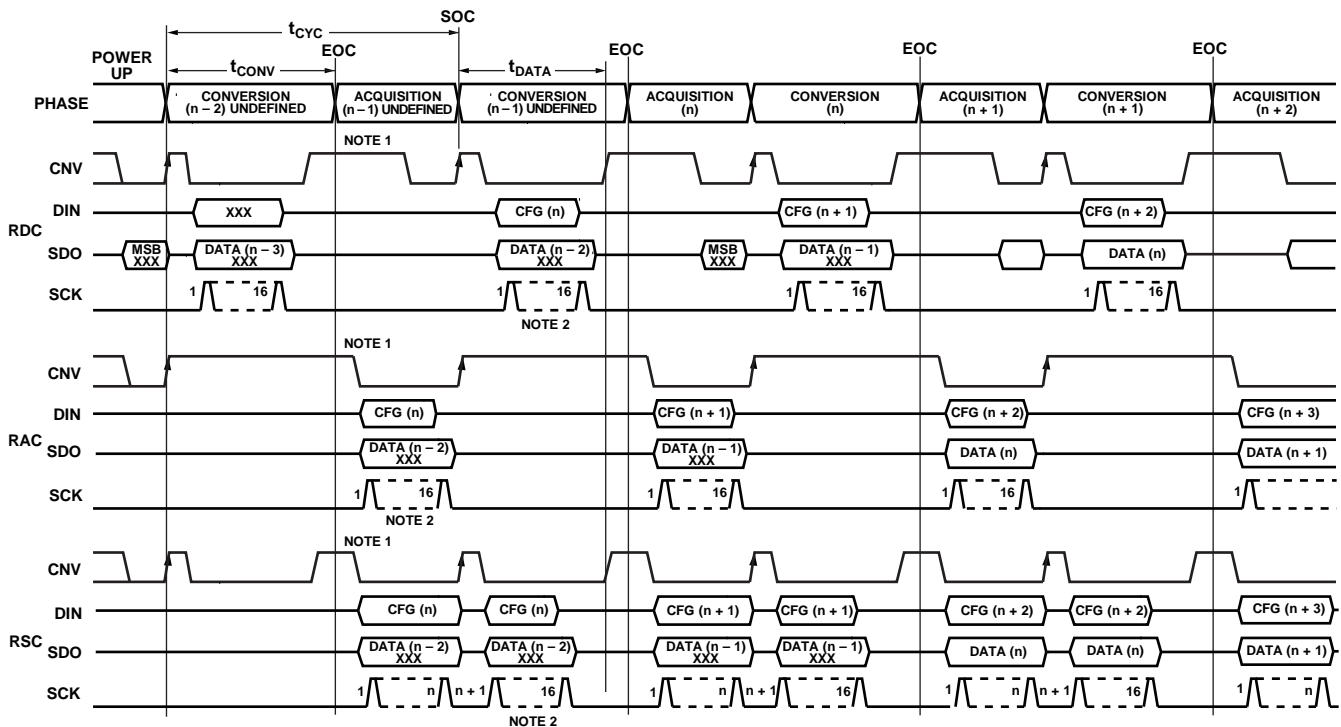 SOC
tCYC
POWER
UP
EOC EOC EOC
tCONV tDATA
PHASE
CONVERSION
(n – 2) UNDEFINED
ACQUISITION
(n – 1) UNDEFINED
CONVERSION
(n – 1) UNDEFINED
ACQUISITION
(n)
CONVERSION
(n)
ACQUISITION
(n + 1)
CONVERSION
(n + 1)
ACQUISITION
(n + 2)
NOTE 1
CNV
RDC
DIN XXX CFG (n) CFG (n + 1) CFG (n + 2)
SDO
MSB
XXX
DATA (n – 3)
XXX
DATA (n – 2)
XXX
MSB
XXX
DATA (n – 1)
XXX
DATA (n)
SCK 1 16 1 16 1 16 1 16
NOTE 2
NOTE 1
CNV
RAC
DIN CFG (n) CFG (n + 1) CFG (n + 2) CFG (n + 3)
SDO
DATA (n – 2)
XXX
DATA (n – 1)
XXX
DATA (n)
DATA (n + 1)
SCK 1 16 1 16 1 16 1
NOTE 2
NOTE 1
CNV
RSC
DIN CFG (n) CFG (n) CFG (n + 1) CFG (n + 1) CFG (n + 2) CFG (n + 2) CFG (n + 3)
SDO
DATA (n – 2)
XXX
DATA (n – 2)
XXX
DATA (n – 1)
XXX
DATA (n – 1)
XXX
DATA (n)
DATA (n)
DATA (n + 1)
SCK 1 n n + 1 16 1 n n + 1 16 1 n n + 1 16 1 n
NOTE 2